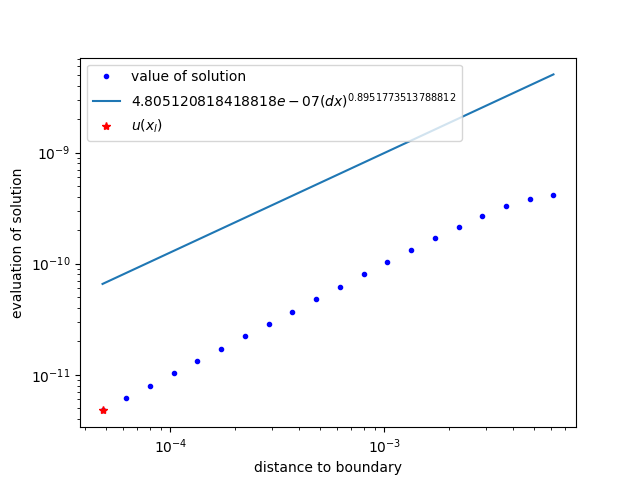 value of solution
4.805120818418818e − 07(dx)^0.8951773513788812
u(x_l)
10^−9
10^−10
10^−11
evaluation of solution
10^−4
10^−3
distance to boundary